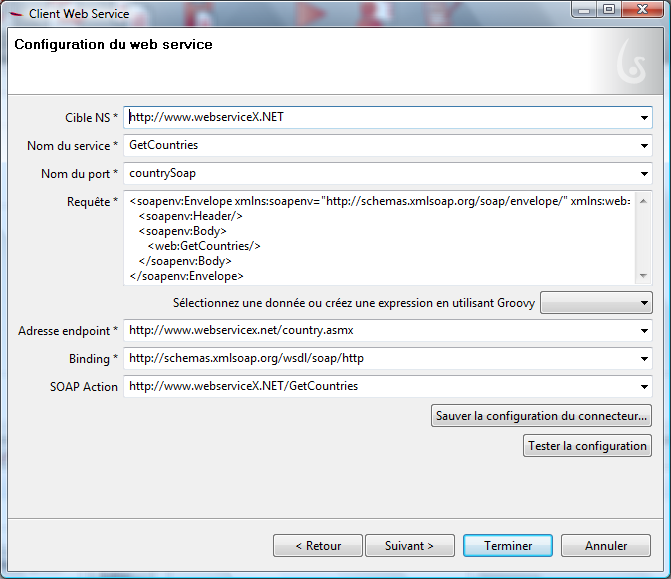 Client Web Service
Configuration du web service
Cible NS * http://www.webserviceX.NET
Nom du service * GetCountries
Nom du port * countrySoap
Requête * <soapenv:Envelope xmlns:soapenv="http://schemas.xmlsoap.org/soap/envelope/" xmlns:web=
<soapenv:Header/>
<soapenv:Body>
<web:GetCountries/>
</soapenv:Body>
</soapenv:Envelope>
Sélectionnez une donnée ou créez une expression en utilisant Groovy
Adresse endpoint * http://www.webservicex.net/country.asmx
Binding * http://schemas.xmlsoap.org/wsdl/soap/http
SOAP Action http://www.webserviceX.NET/GetCountries
Sauver la configuration du connecteur...
Tester la configuration
< Retour Suivant > Terminer Annuler